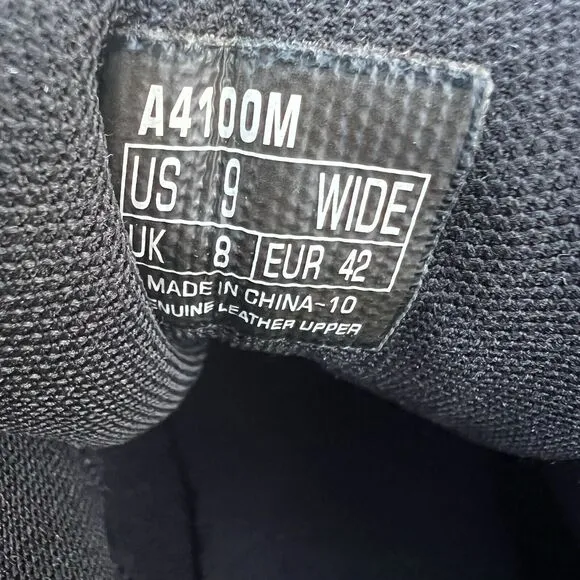 A4100M
US 9 WIDE
UK 8 EUR 42
MADE IN CHINA-10
GENUINE LEATHER UPPER